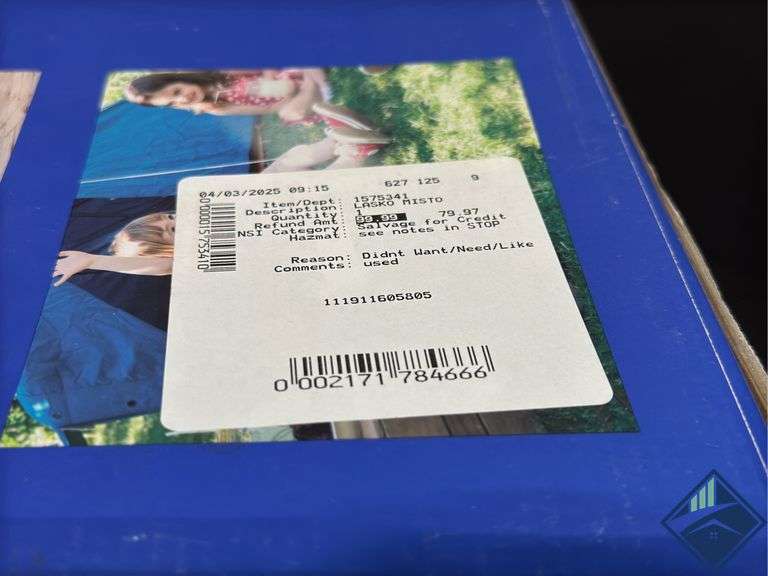 04/03/2025 09:15 627 125 9
Item/Dept: 1575341
Description: LASKO MISTO
Quantity: 1
Refund Amt: 99.99 79.97
NSI Category: Salvage for Credit
Hazmat: see notes in STOP
Reason: Didnt Want/Need/Like
Comments: used
0000015753410
111911605805
0 002171 784666